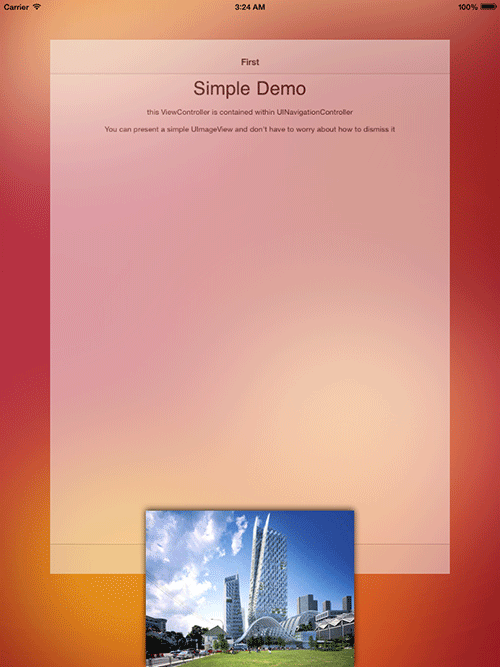 Carrier 3:24 AM 100%
First
Simple Demo
this ViewController is contained within UINavigationController
You can present a simple UIImageView and don't have to worry about how to dismiss it